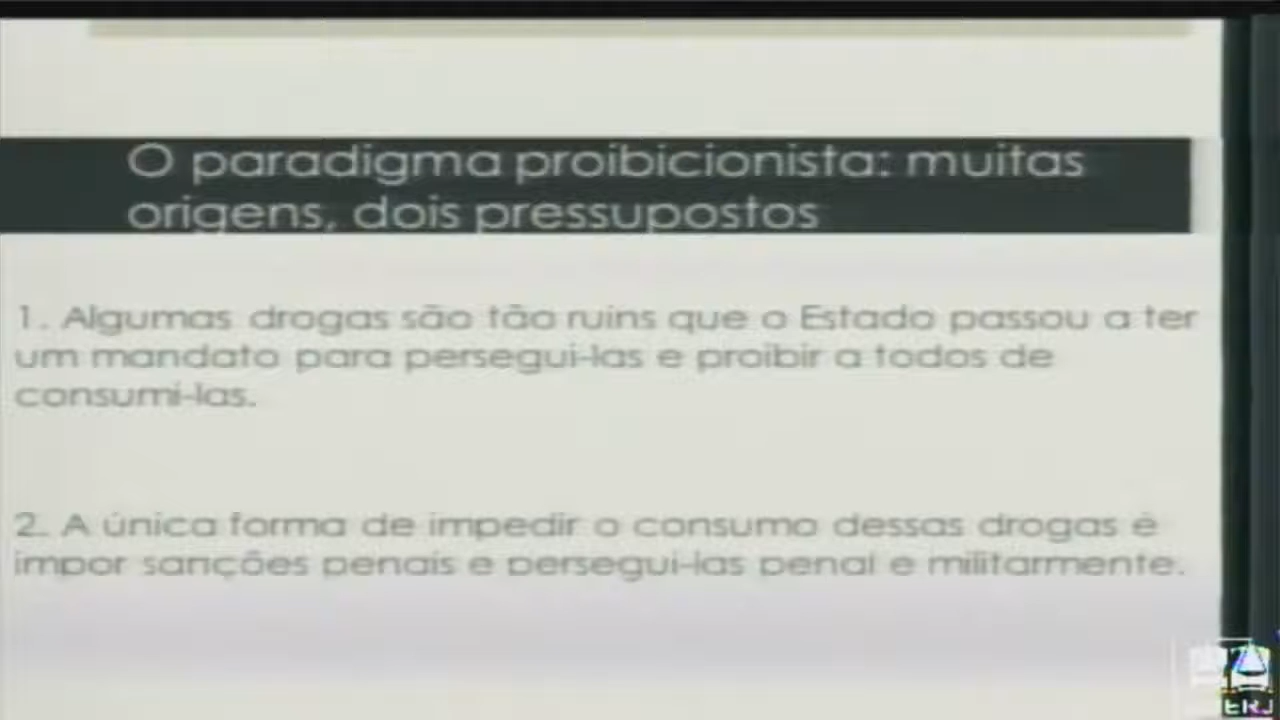 O paradigma proibicionista: muitas
origens, dois pressupostos
1. Algumas drogas são tão ruins que o Estado passou a ter
um mandato para persegui-las e proibir a todos de
consumi-las.
2. A única forma de impedir o consumo dessas drogas é
impor sanções penais e persegui-las penal e militarmente.